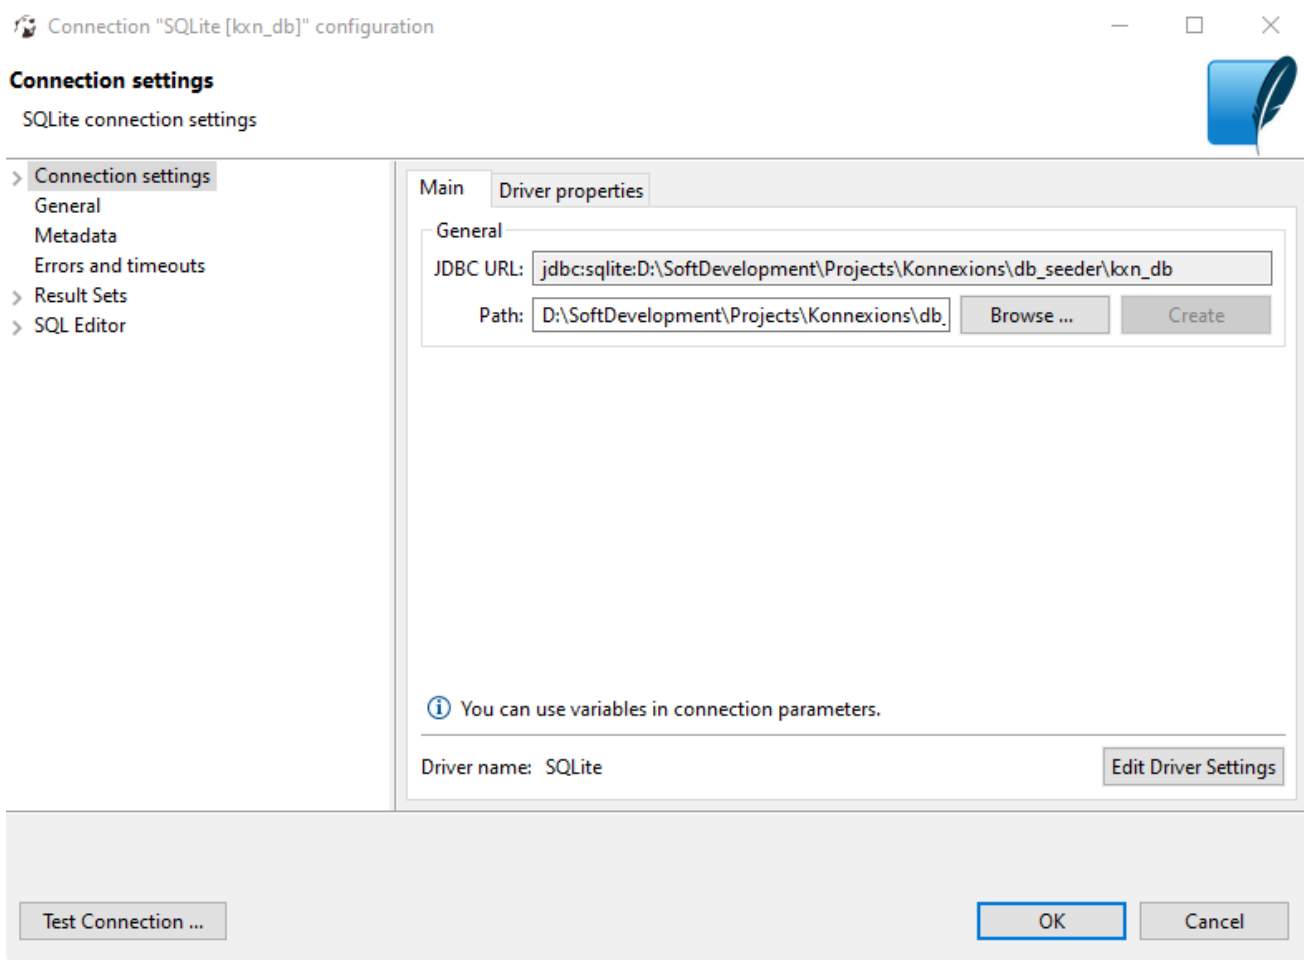 Connection "SQLite [kxn_db]" configuration
Connection settings
SQLite connection settings
Connection settings
General
Metadata
Errors and timeouts
Result Sets
SQL Editor
Main Driver properties
General
JDBC URL: jdbc:sqlite:D:\SoftDevelopment\Projects\Konnexions\db_seeder\kxn_db
Path: D:\SoftDevelopment\Projects\Konnexions\db_ Browse ... Create
You can use variables in connection parameters.
Driver name: SQLite Edit Driver Settings
Test Connection ... OK Cancel